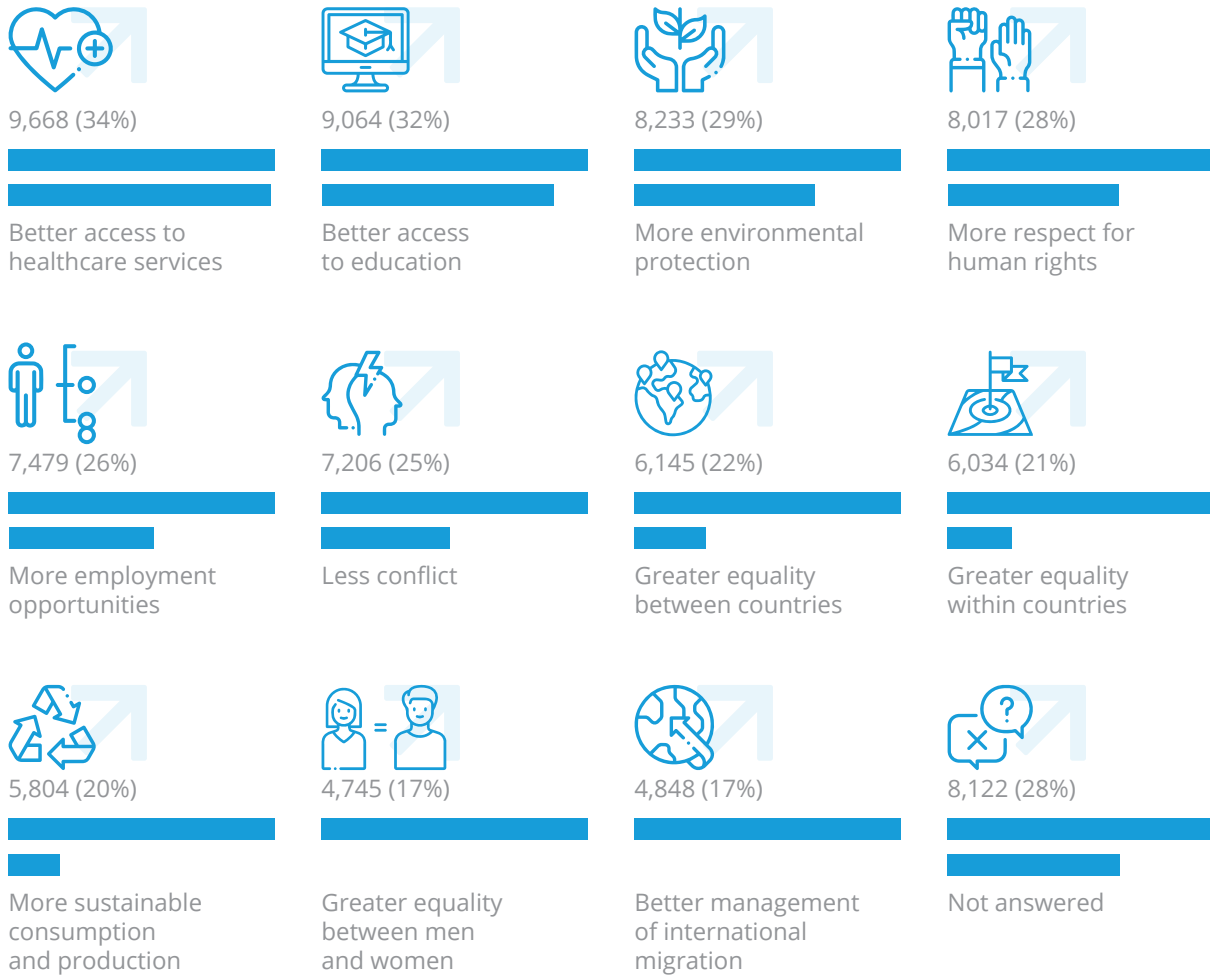 9,668 (34%)
Better access to
healthcare services
9,064 (32%)
Better access
to education
8,233 (29%)
More environmental
protection
8,017 (28%)
More respect for
human rights
7,479 (26%)
More employment
opportunities
7,206 (25%)
Less conflict
6,145 (22%)
Greater equality
between countries
6,034 (21%)
Greater equality
within countries
5,804 (20%)
More sustainable
consumption
and production
4,745 (17%)
Greater equality
between men
and women
4,848 (17%)
Better management
of international
migration
8,122 (28%)
Not answered